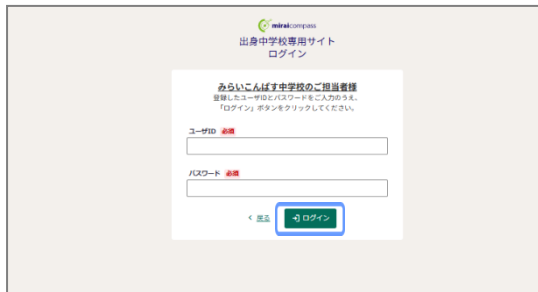 miraicompass
出身中学校専用サイト
ログイン
みらいこんぱす中学校のご担当者様
登録したユーザIDとパスワードをご入力のうえ、
「ログイン」ボタンをクリックしてください。
ユーザID 必須
パスワード 必須
< 戻る ログイン